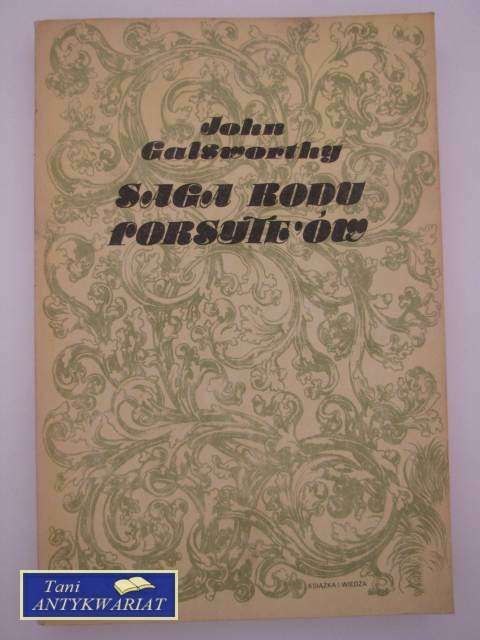 John
Galsworthy
SAGA RODU
FORSYTE'ÓW
KSIĄŻKA I WIEDZA
Tani
ANTYKWARIAT